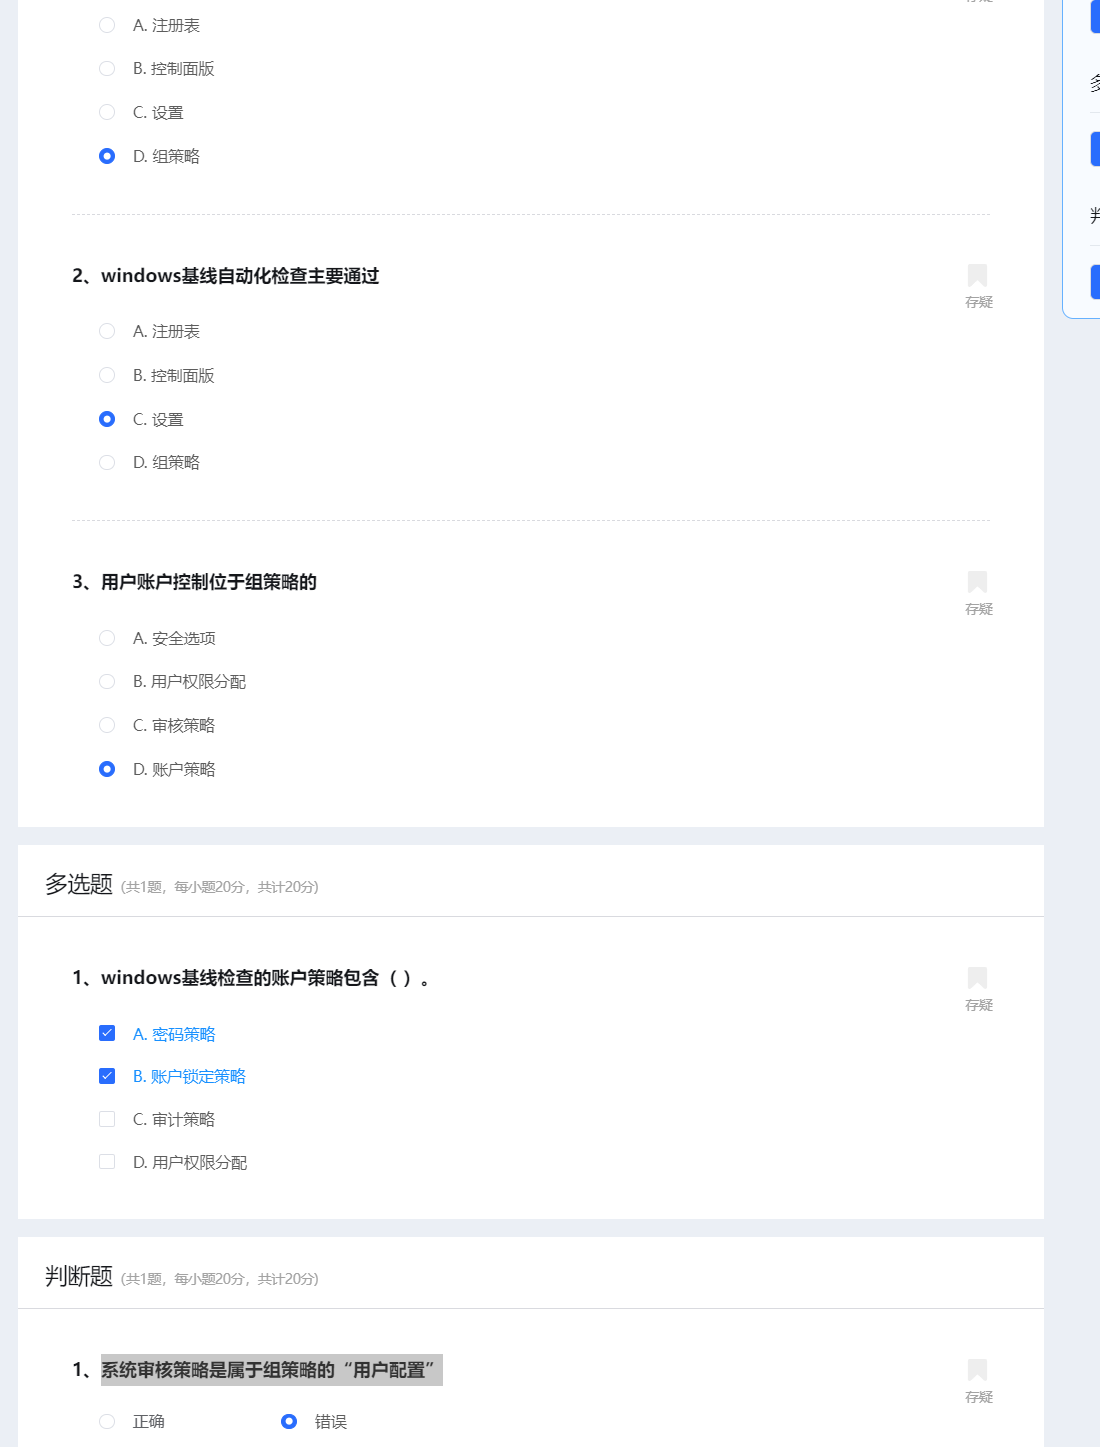 A. 注册表
B. 控制面版
C. 设置
D. 组策略
2、windows基线自动化检查主要通过
存疑
A. 注册表
B. 控制面版
C. 设置
D. 组策略
3、用户账户控制位于组策略的
存疑
A. 安全选项
B. 用户权限分配
C. 审核策略
D. 账户策略
多选题 (共1题，每小题20分，共计20分)
1、windows基线检查的账户策略包含（ ）。
存疑
A. 密码策略
B. 账户锁定策略
C. 审计策略
D. 用户权限分配
判断题 (共1题，每小题20分，共计20分)
1、系统审核策略是属于组策略的“用户配置”
存疑
正确 错误